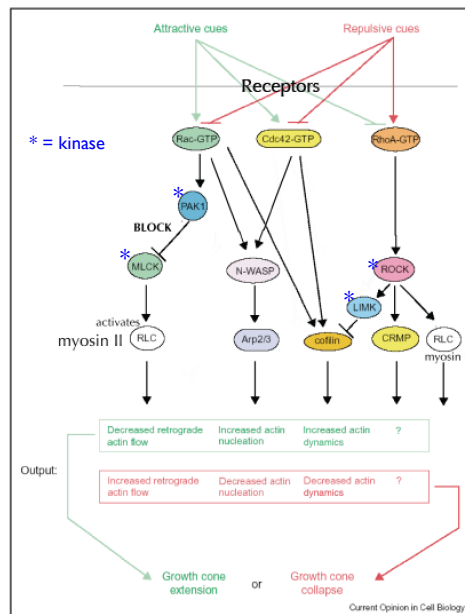 Attractive cues
Repulsive cues
Receptors
* = kinase
Rac-GTP
Cdc42-GTP
RhoA-GTP
*
PAK1
BLOCK
*
MLCK
N-WASP
*
ROCK
*
LIMK
activates
myosin II
RLC
Arp2/3
cofilin
CRMP
RLC
myosin
Decreased retrograde
actin flow
Increased actin
nucleation
Increased actin
dynamics
?
Output:
Increased retrograde
actin flow
Decreased actin
nucleation
Decreased actin
dynamics
?
Growth cone
extension
or
Growth cone
collapse
Current Opinion in Cell Biology